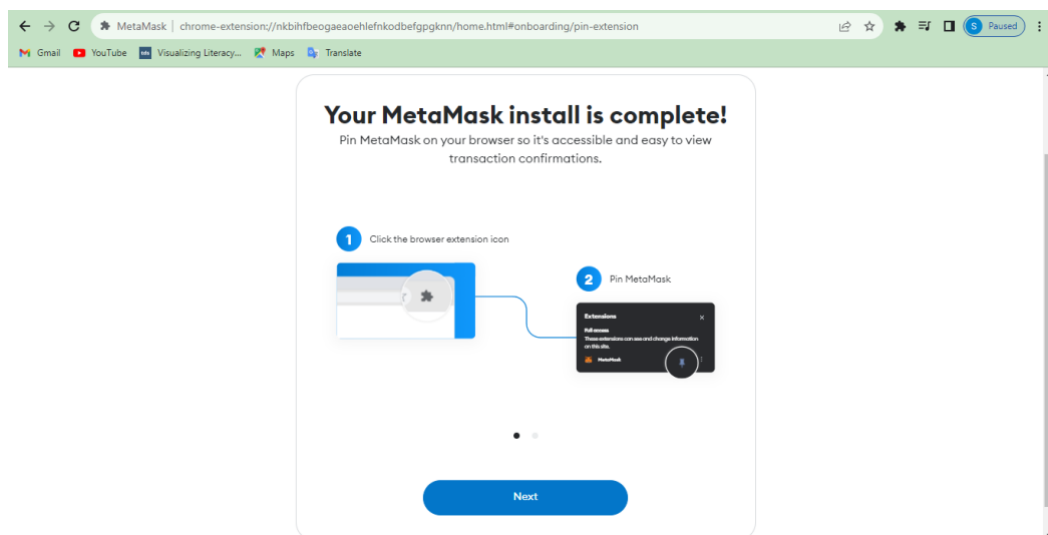 MetaMask | chrome-extension://nkbihfbeogaeaoehlefnkodbefgpgknn/home.html#onboarding/pin-extension
S Paused
Gmail YouTube Visualizing Literacy... Maps Translate
Your MetaMask install is complete!
Pin MetaMask on your browser so it's accessible and easy to view
transaction confirmations.
1 Click the browser extension icon
2 Pin MetaMask
Extensions
Full access
These extensions can see and change information
on this site.
MetaMask
Next